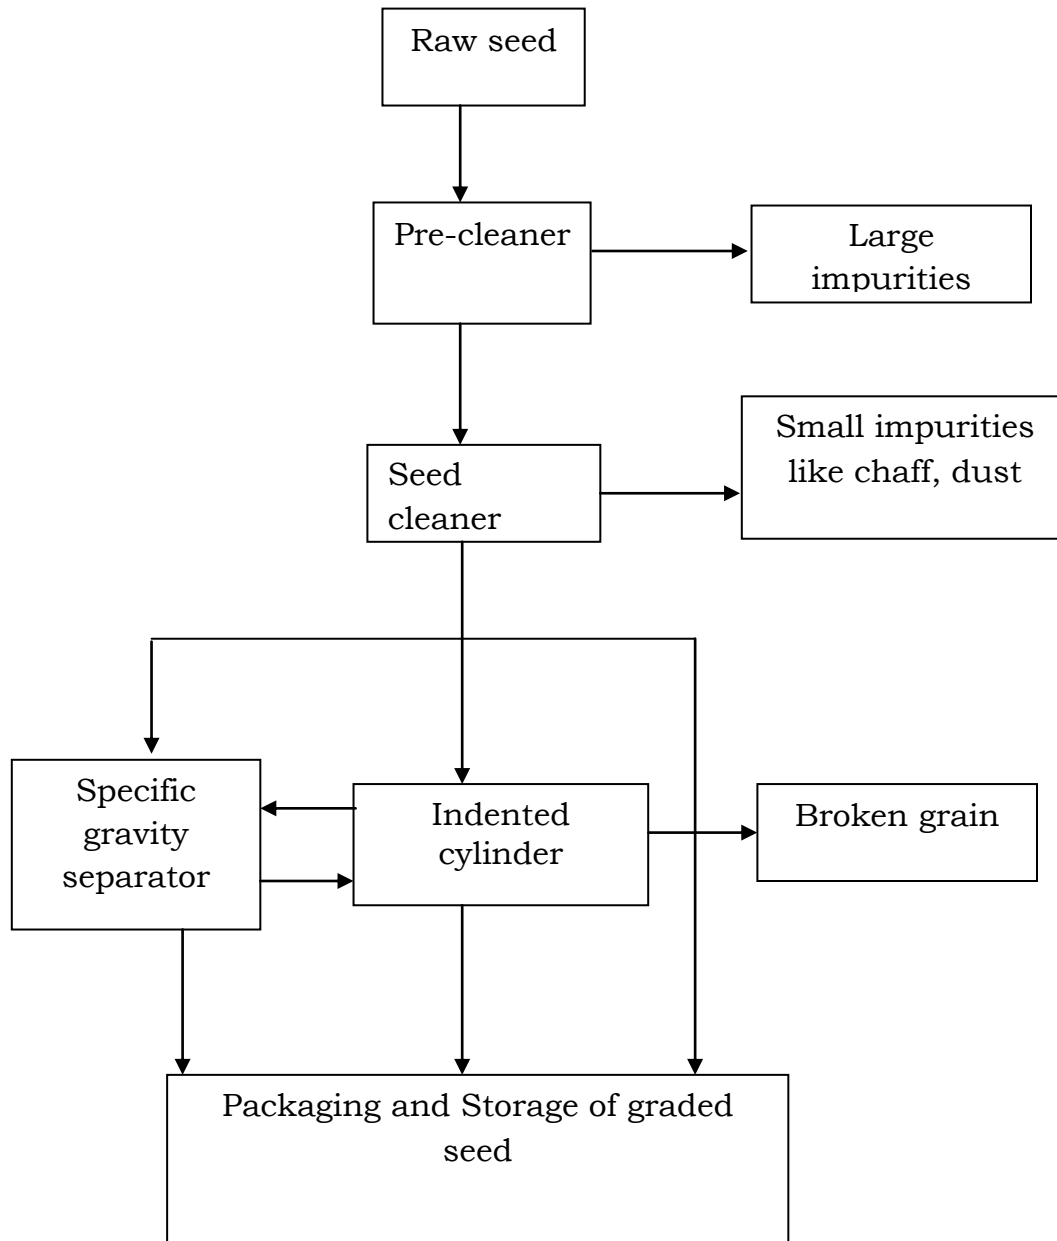 Raw seed
Pre-cleaner
Large
impurities
Seed
cleaner
Small impurities
like chaff, dust
Specific
gravity
separator
Indented
cylinder
Broken grain
Packaging and Storage of graded
seed